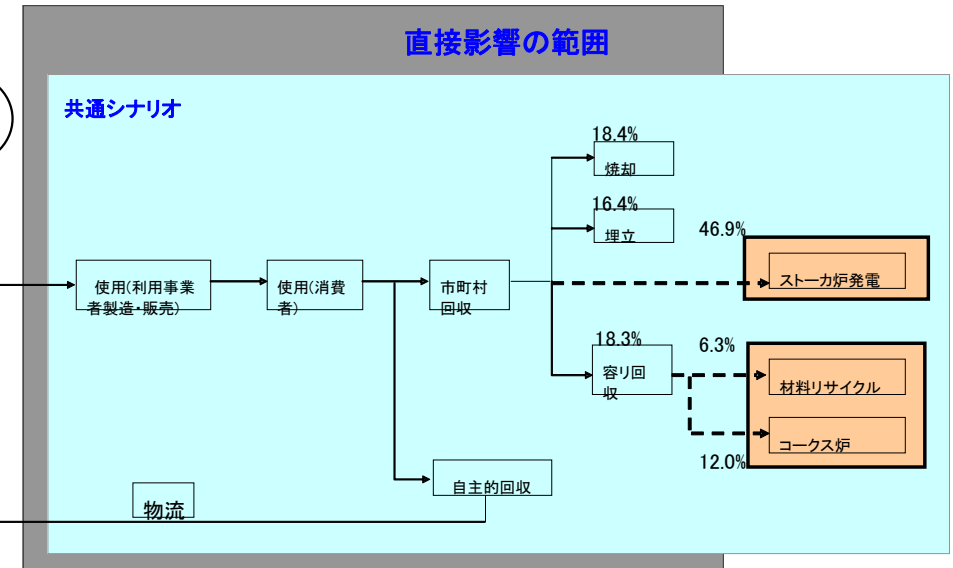 直接影響の範囲
共通シナリオ
18.4%
焼却
16.4%
埋立
46.9%
ストーカ炉発電
使用(利用事業
者製造・販売)
使用(消費
者)
市町村
回収
18.3%
容リ回
収
6.3%
材料リサイクル
コークス炉
12.0%
自主的回収
物流